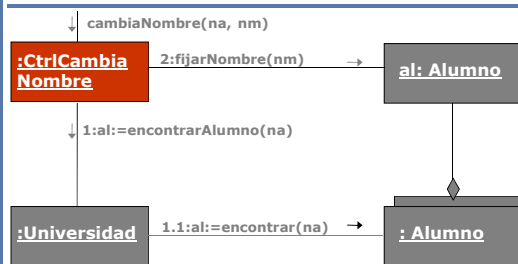 cambiaNombre(na, nm)
:CtrlCambia
Nombre
2:fijarNombre(nm)
al: Alumno
1:al:=encontrarAlumno(na)
:Universidad
1.1:al:=encontrar(na)
: Alumno